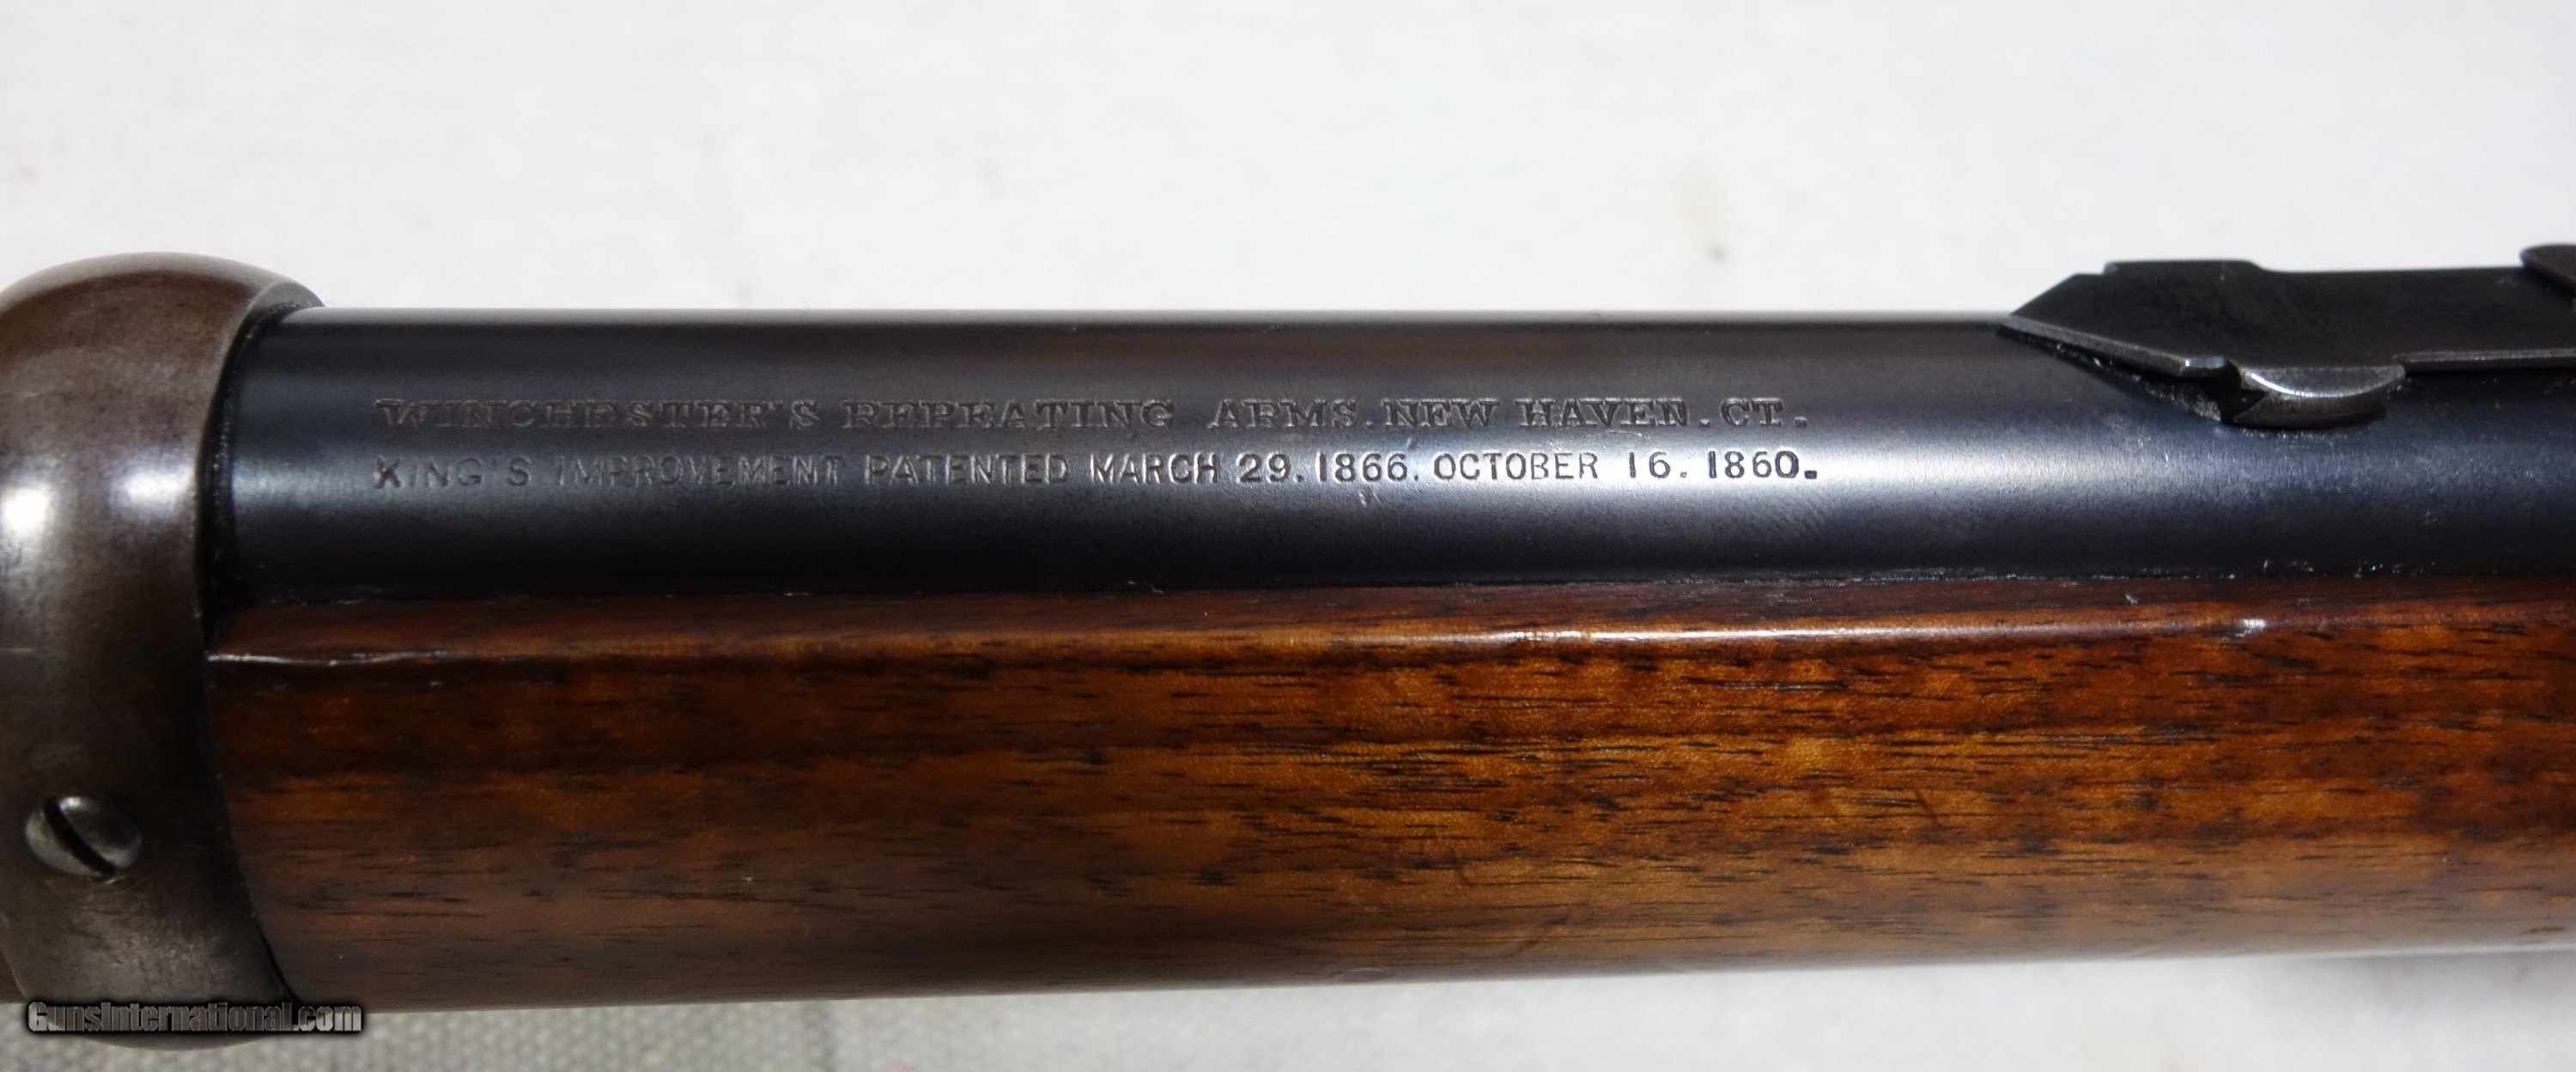 WINCHESTER'S REPEATING ARMS. NEW HAVEN. CT.
KING'S IMPROVEMENT PATENTED MARCH 29. 1866. OCTOBER 16. 1860.
GunsInternational.com